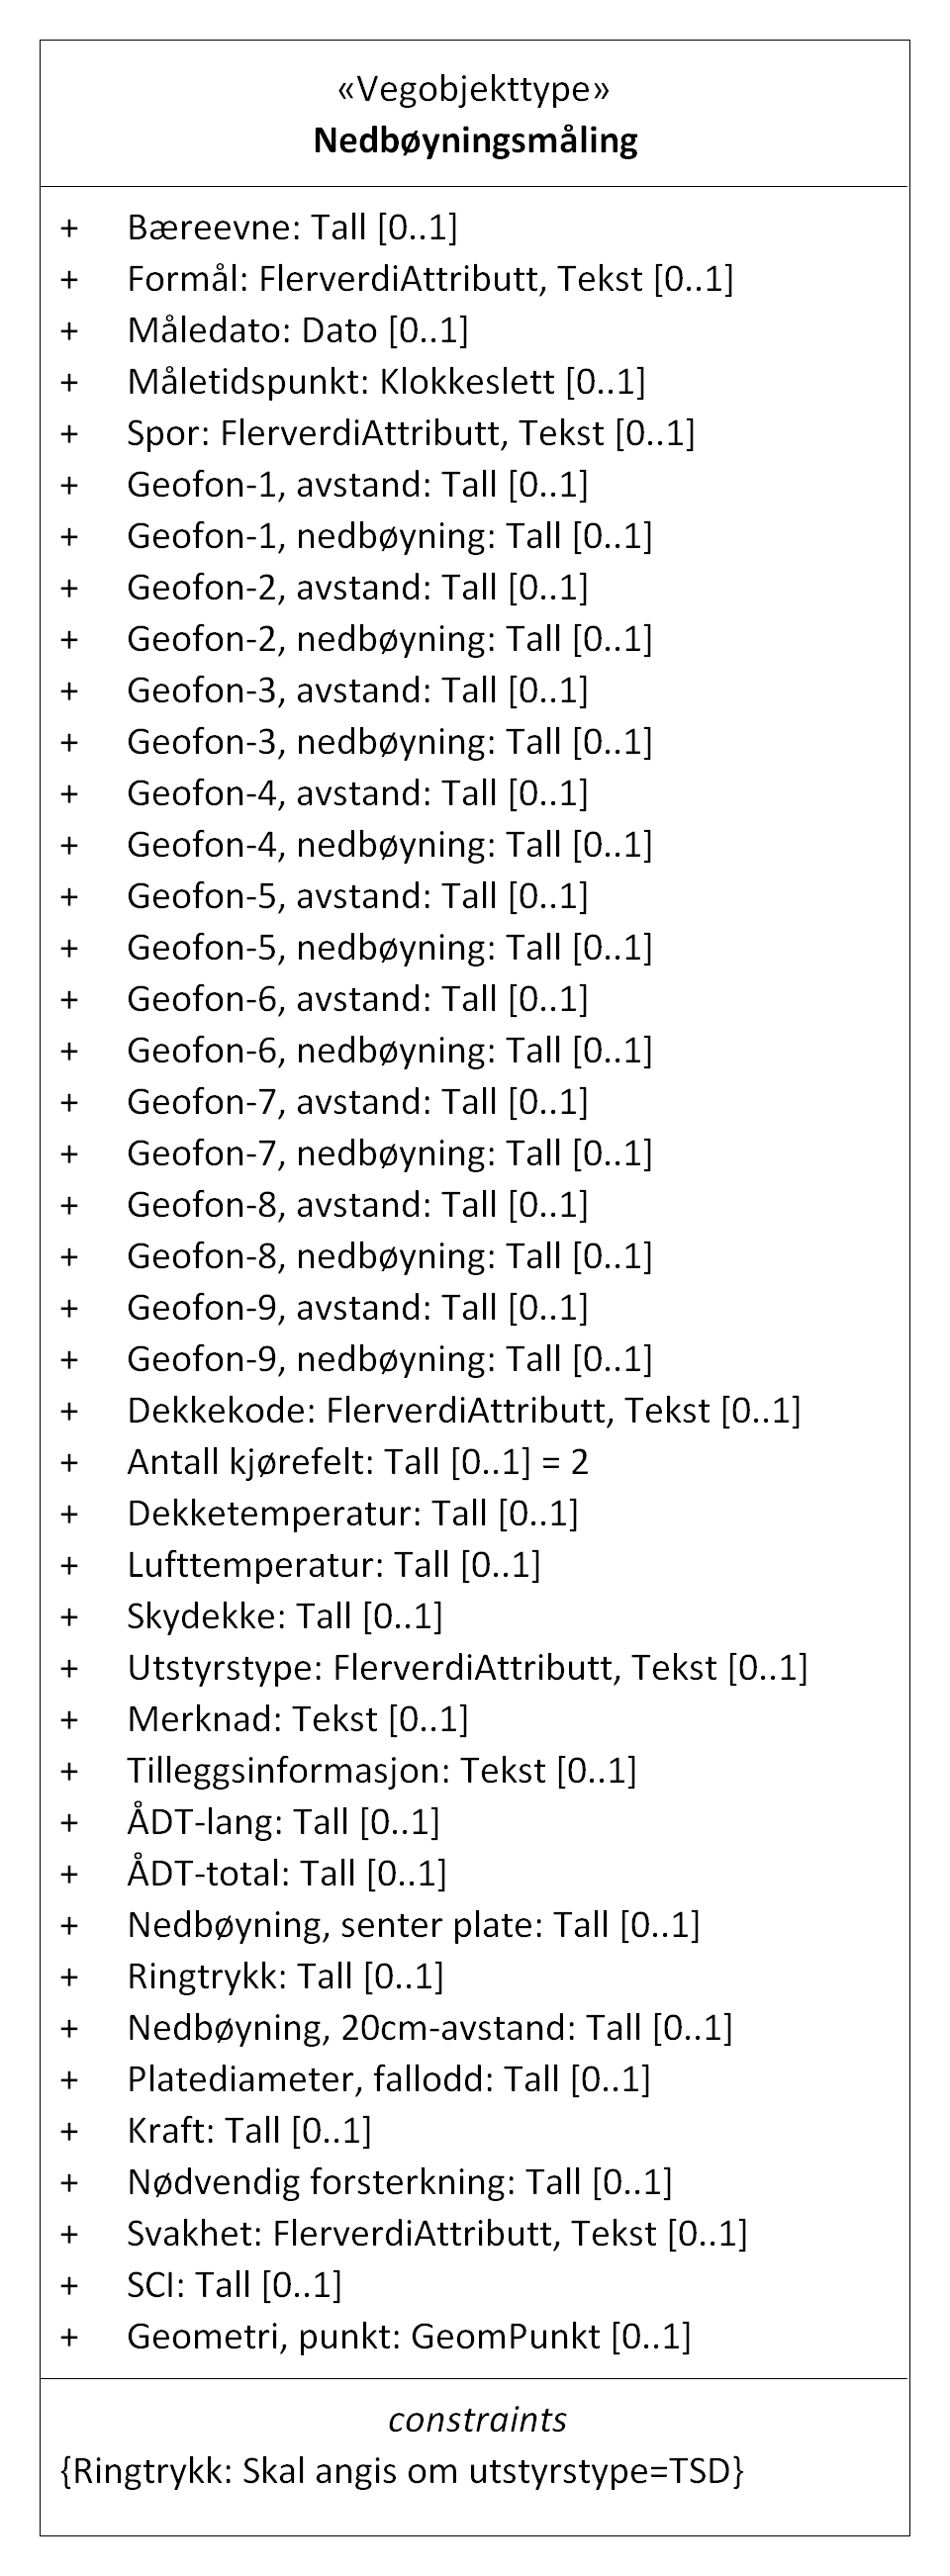 «Vegobjekttype»
Nedbøyningsmåling
+ Bæreevne: Tall [0..1]
+ Formål: FlerverdiAttributt, Tekst [0..1]
+ Måledato: Dato [0..1]
+ Måletidspunkt: Klokkeslett [0..1]
+ Spor: FlerverdiAttributt, Tekst [0..1]
+ Geofon-1, avstand: Tall [0..1]
+ Geofon-1, nedbøyning: Tall [0..1]
+ Geofon-2, avstand: Tall [0..1]
+ Geofon-2, nedbøyning: Tall [0..1]
+ Geofon-3, avstand: Tall [0..1]
+ Geofon-3, nedbøyning: Tall [0..1]
+ Geofon-4, avstand: Tall [0..1]
+ Geofon-4, nedbøyning: Tall [0..1]
+ Geofon-5, avstand: Tall [0..1]
+ Geofon-5, nedbøyning: Tall [0..1]
+ Geofon-6, avstand: Tall [0..1]
+ Geofon-6, nedbøyning: Tall [0..1]
+ Geofon-7, avstand: Tall [0..1]
+ Geofon-7, nedbøyning: Tall [0..1]
+ Geofon-8, avstand: Tall [0..1]
+ Geofon-8, nedbøyning: Tall [0..1]
+ Geofon-9, avstand: Tall [0..1]
+ Geofon-9, nedbøyning: Tall [0..1]
+ Dekkekode: FlerverdiAttributt, Tekst [0..1]
+ Antall kjørefelt: Tall [0..1] = 2
+ Dekketemperatur: Tall [0..1]
+ Lufttemperatur: Tall [0..1]
+ Skydekke: Tall [0..1]
+ Utstyrstype: FlerverdiAttributt, Tekst [0..1]
+ Merknad: Tekst [0..1]
+ Tilleggsinformasjon: Tekst [0..1]
+ ÅDT-lang: Tall [0..1]
+ ÅDT-total: Tall [0..1]
+ Nedbøyning, senter plate: Tall [0..1]
+ Ringtrykk: Tall [0..1]
+ Nedbøyning, 20cm-avstand: Tall [0..1]
+ Platediameter, fallodd: Tall [0..1]
+ Kraft: Tall [0..1]
+ Nødvendig forsterkning: Tall [0..1]
+ Svakhet: FlerverdiAttributt, Tekst [0..1]
+ SCI: Tall [0..1]
+ Geometri, punkt: GeomPunkt [0..1]
constraints
{Ringtrykk: Skal angis om utstyrstype=TSD}